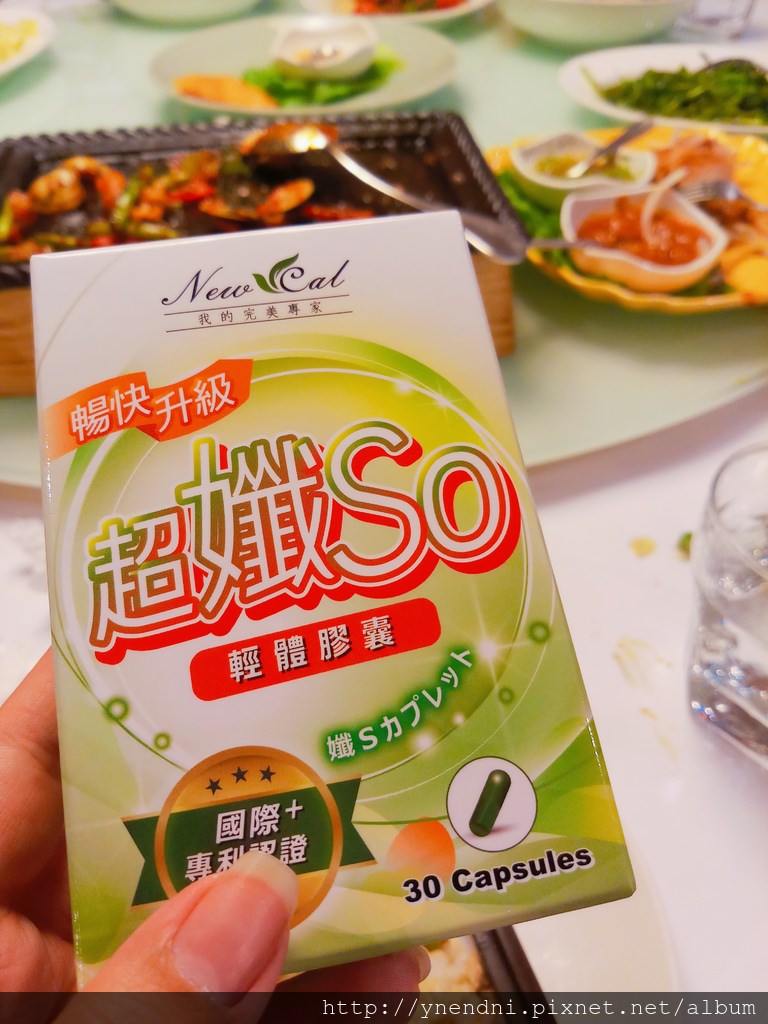 New Cal
我的完美專家
暢快升級
超孅So
輕體膠囊
孅Sカプレット
國際+
專利認證
30 Capsules
http://ynendni.pixnet.net/album